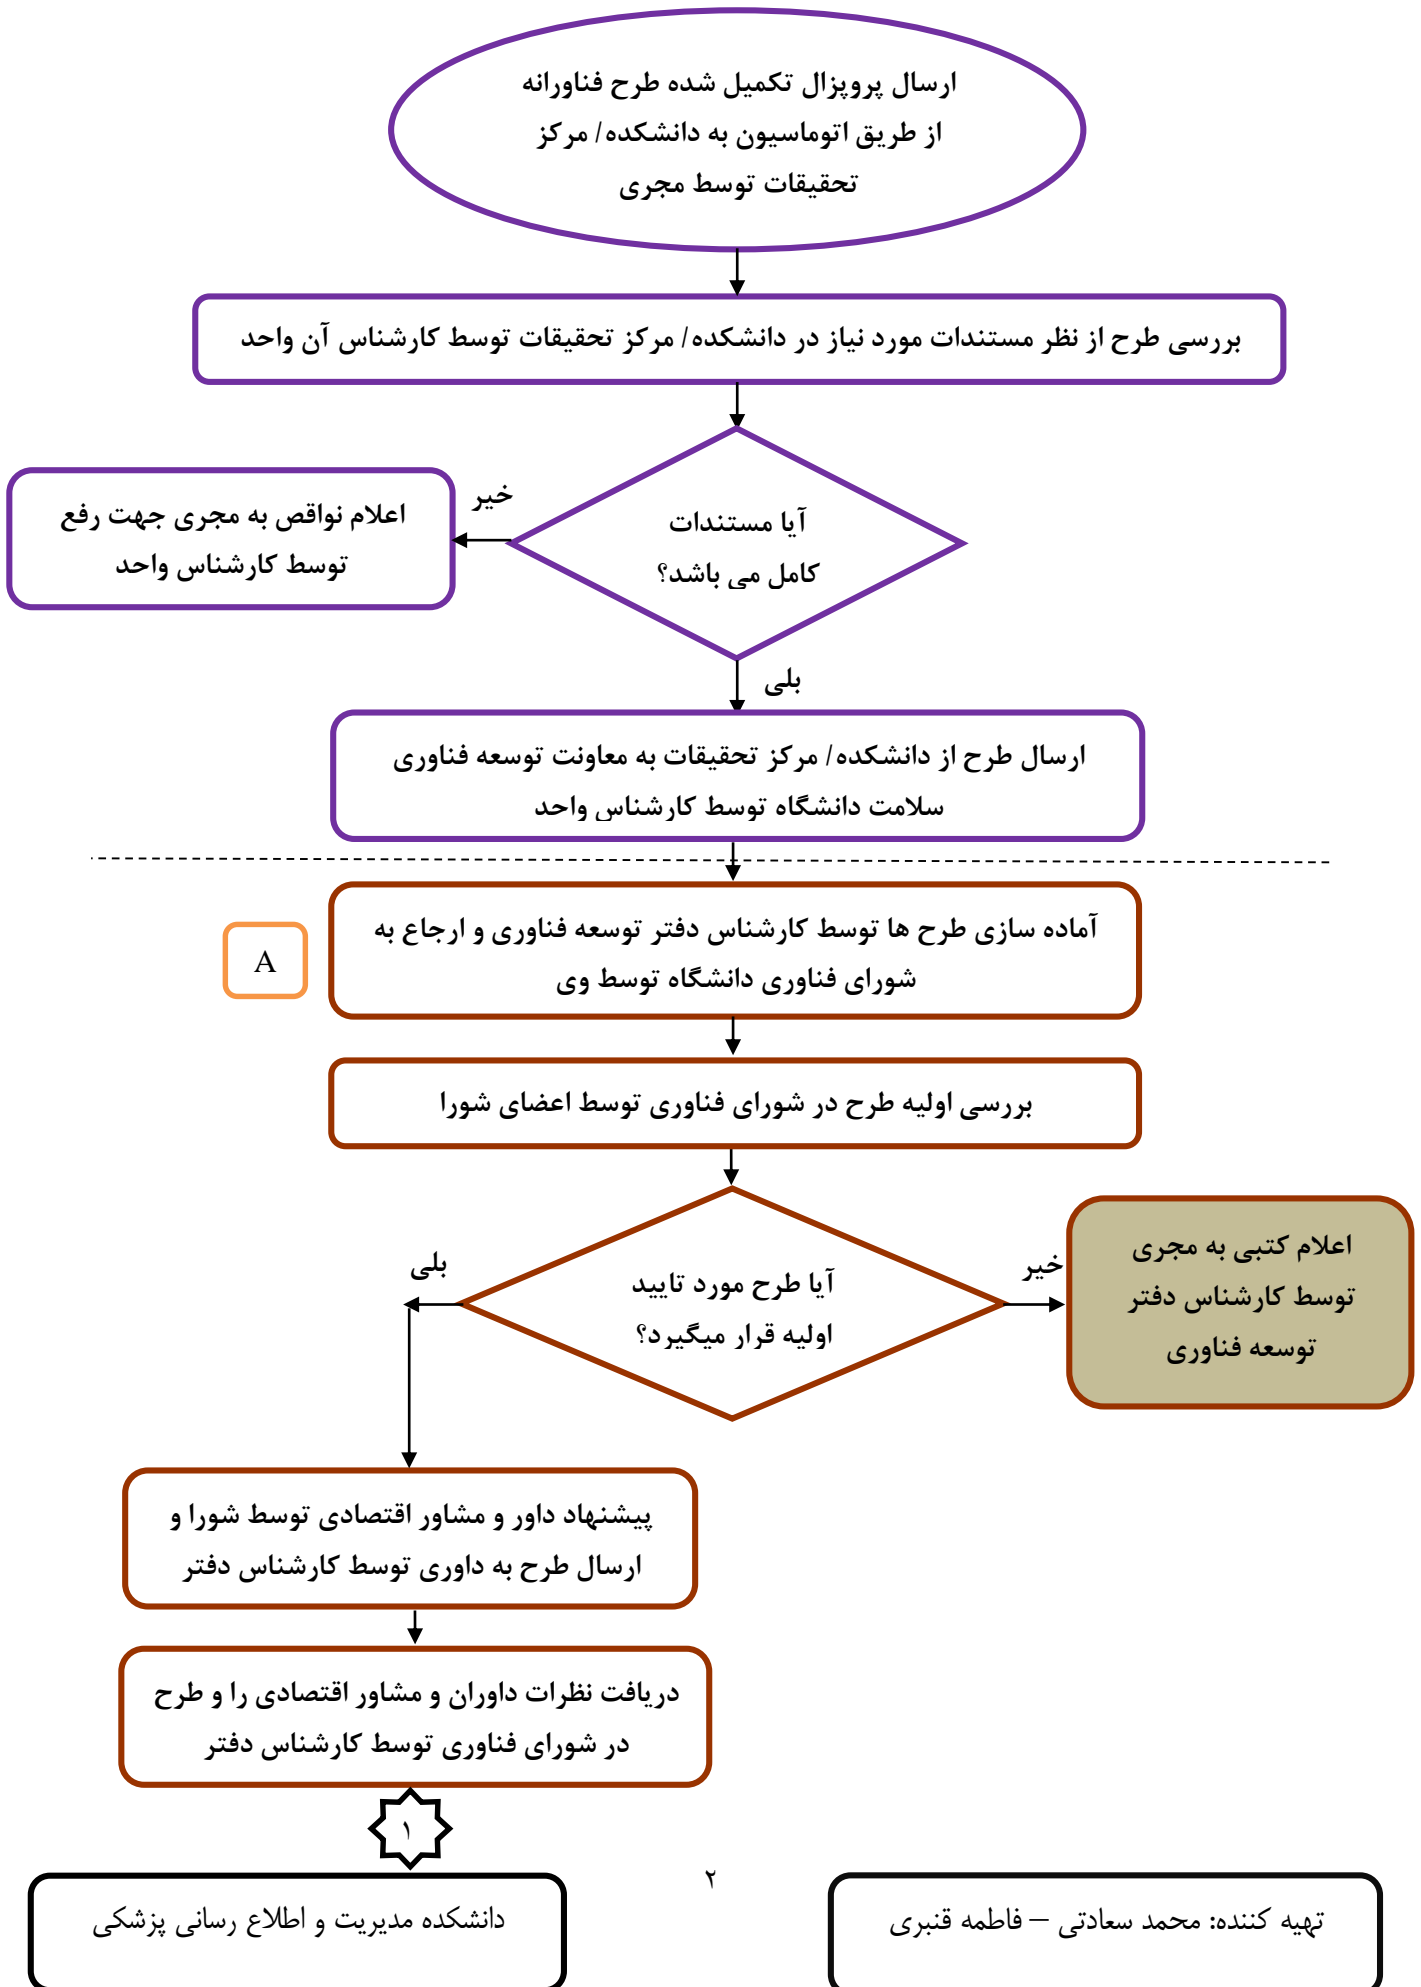 ارسال پروپزال تکمیل شده طرح فناورانه
از طریق اتوماسیون به دانشکده/ مرکز
تحقیقات توسط مجری
بررسی طرح از نظر مستندات مورد نیاز در دانشکده/ مرکز تحقیقات توسط کارشناس آن واحد
آیا مستندات
کامل می باشد؟
خیر
اعلام نواقص به مجری جهت رفع
توسط کارشناس واحد
بلی
ارسال طرح از دانشکده/ مرکز تحقیقات به معاونت توسعه فناوری
سلامت دانشگاه توسط کارشناس واحد
آماده سازی طرح ها توسط کارشناس دفتر توسعه فناوری و ارجاع به
شورای فناوری دانشگاه توسط وی
A
بررسی اولیه طرح در شورای فناوری توسط اعضای شورا
آیا طرح مورد تایید
اولیه قرار میگیرد؟
خیر
اعلام کتبی به مجری
توسط کارشناس دفتر
توسعه فناوری
بلی
پیشنهاد داور و مشاور اقتصادی توسط شورا و
ارسال طرح به داوری توسط کارشناس دفتر
دریافت نظرات داوران و مشاور اقتصادی را و طرح
در شورای فناوری توسط کارشناس دفتر
۱
۲
تهیه کننده: محمد سعادتی – فاطمه قنبری
دانشکده مدیریت و اطلاع رسانی پزشکی